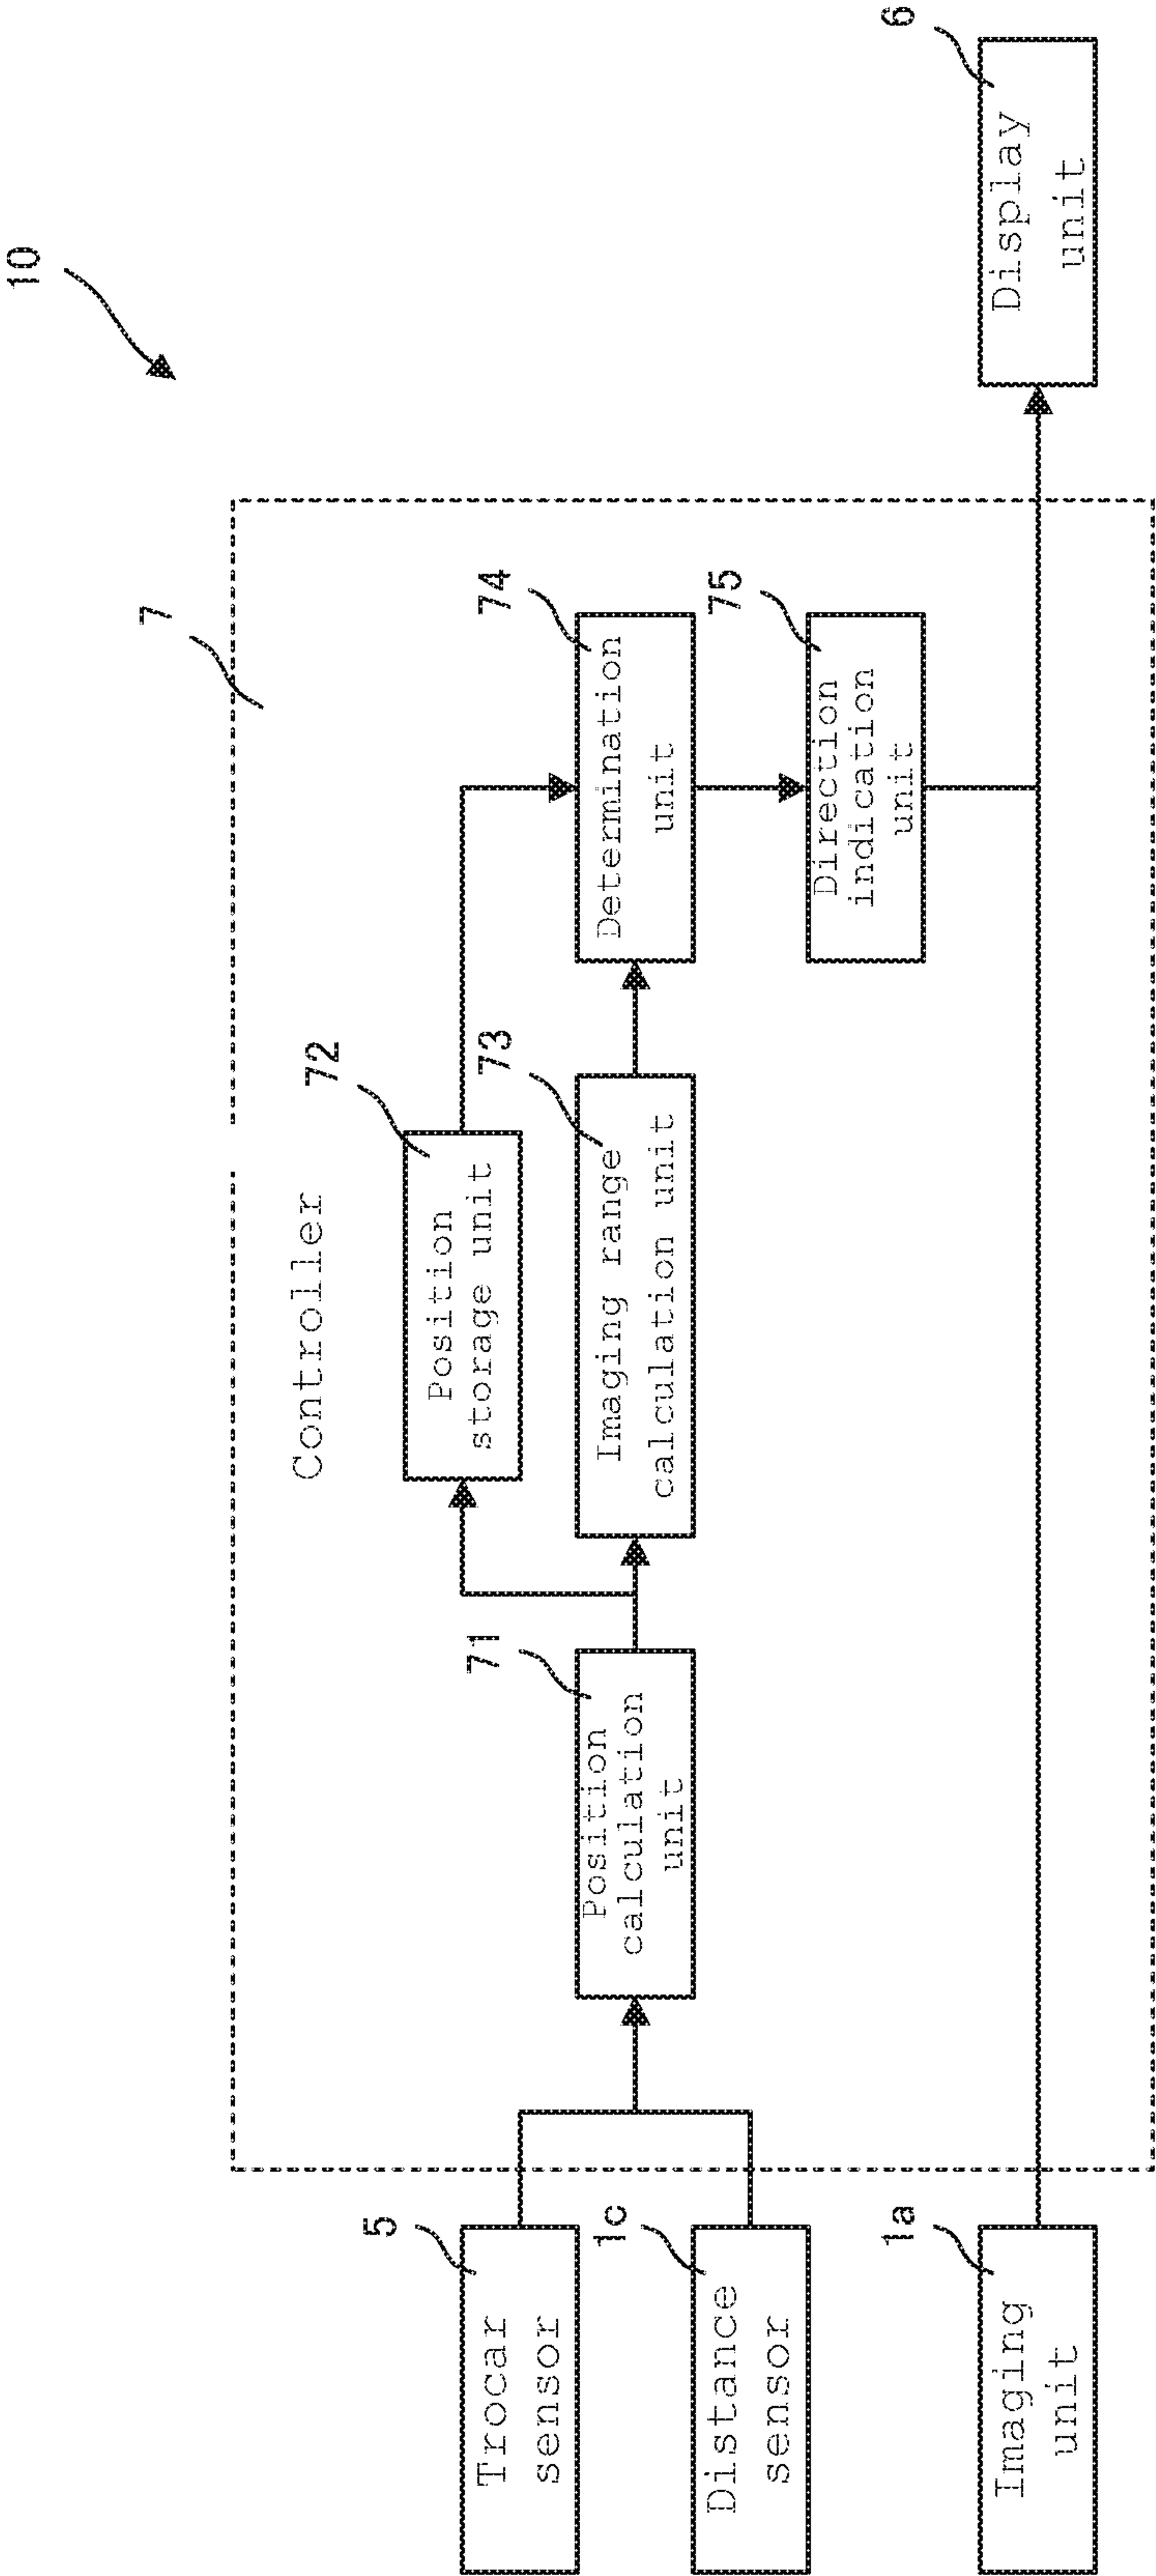 10
7
Controller
5
Trocar
sensor
1c
Distance
sensor
1a
Imaging
unit
71
Position
calculation
unit
72
Position
storage unit
73
Imaging range
calculation unit
74
Determination
unit
75
Direction
indication
unit
6
Display
unit